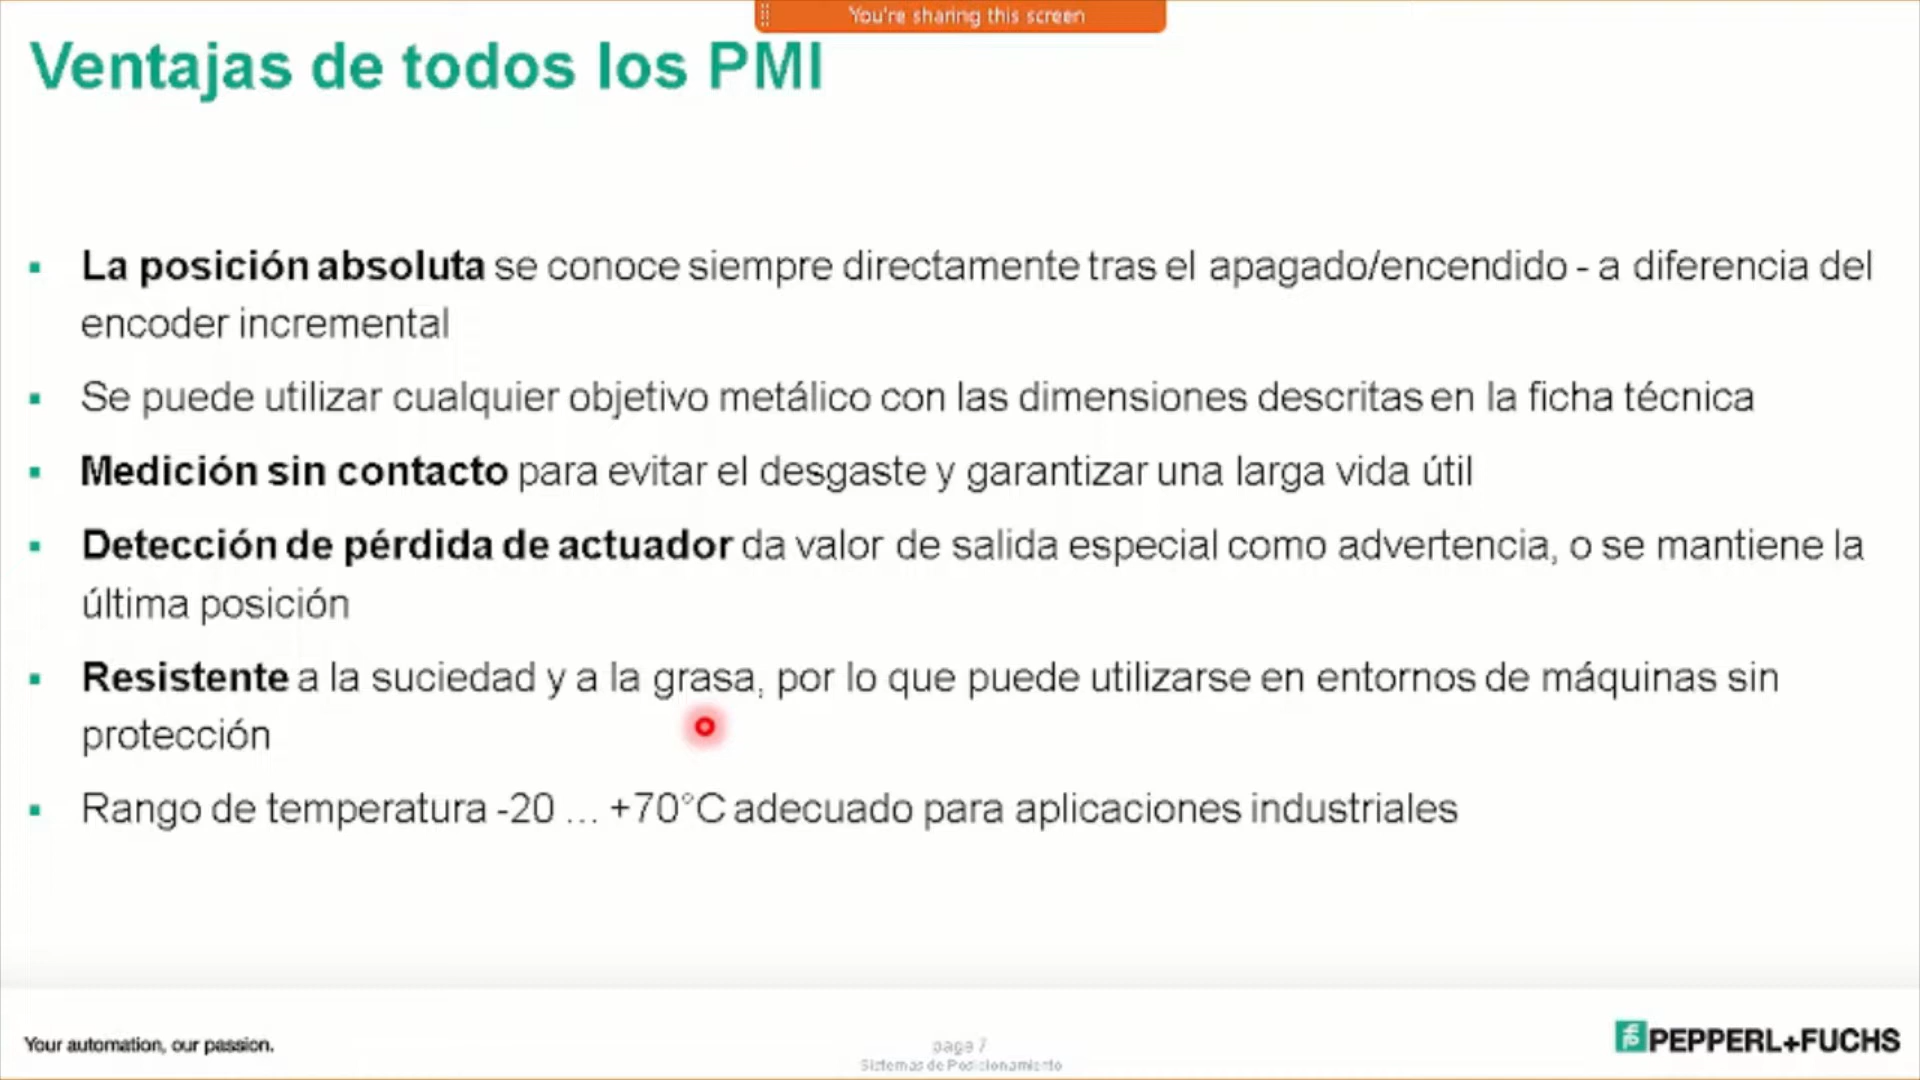 You're sharing this screen
Ventajas de todos los PMI
▪ La posición absoluta se conoce siempre directamente tras el apagado/encendido - a diferencia del
encoder incremental
▪ Se puede utilizar cualquier objetivo metálico con las dimensiones descritas en la ficha técnica
▪ Medición sin contacto para evitar el desgaste y garantizar una larga vida útil
▪ Detección de pérdida de actuador da valor de salida especial como advertencia, o se mantiene la
última posición
▪ Resistente a la suciedad y a la grasa, por lo que puede utilizarse en entornos de máquinas sin
protección
▪ Rango de temperatura -20 ... +70°C adecuado para aplicaciones industriales
Your automation, our passion.
page 7
Sistemas de Posicionamiento
PEPPERL+FUCHS